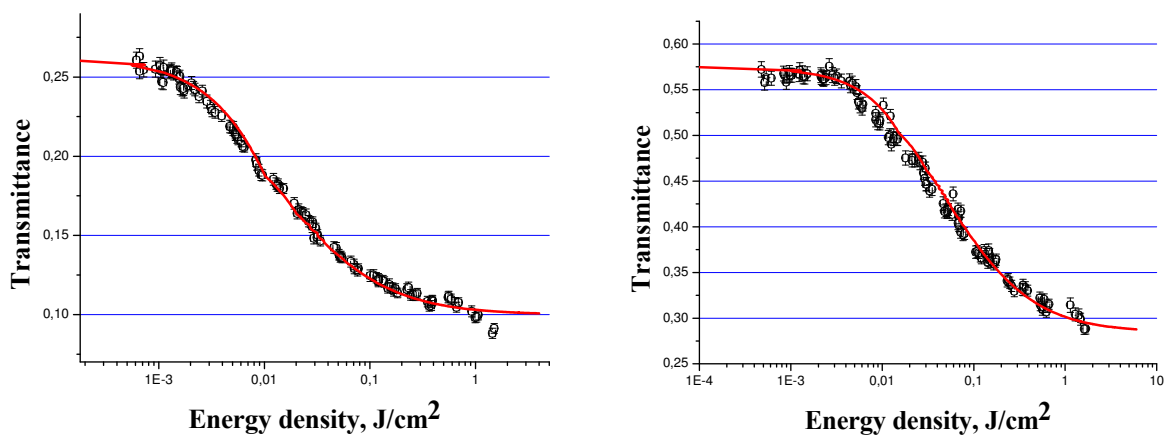 Transmittance
0,25
0,20
0,15
0,10
1E-3
0,01
0,1
1
Energy density, J/cm2
Transmittance
0,60
0,55
0,50
0,45
0,40
0,35
0,30
0,25
1E-4
1E-3
0,01
0,1
1
10
Energy density, J/cm2